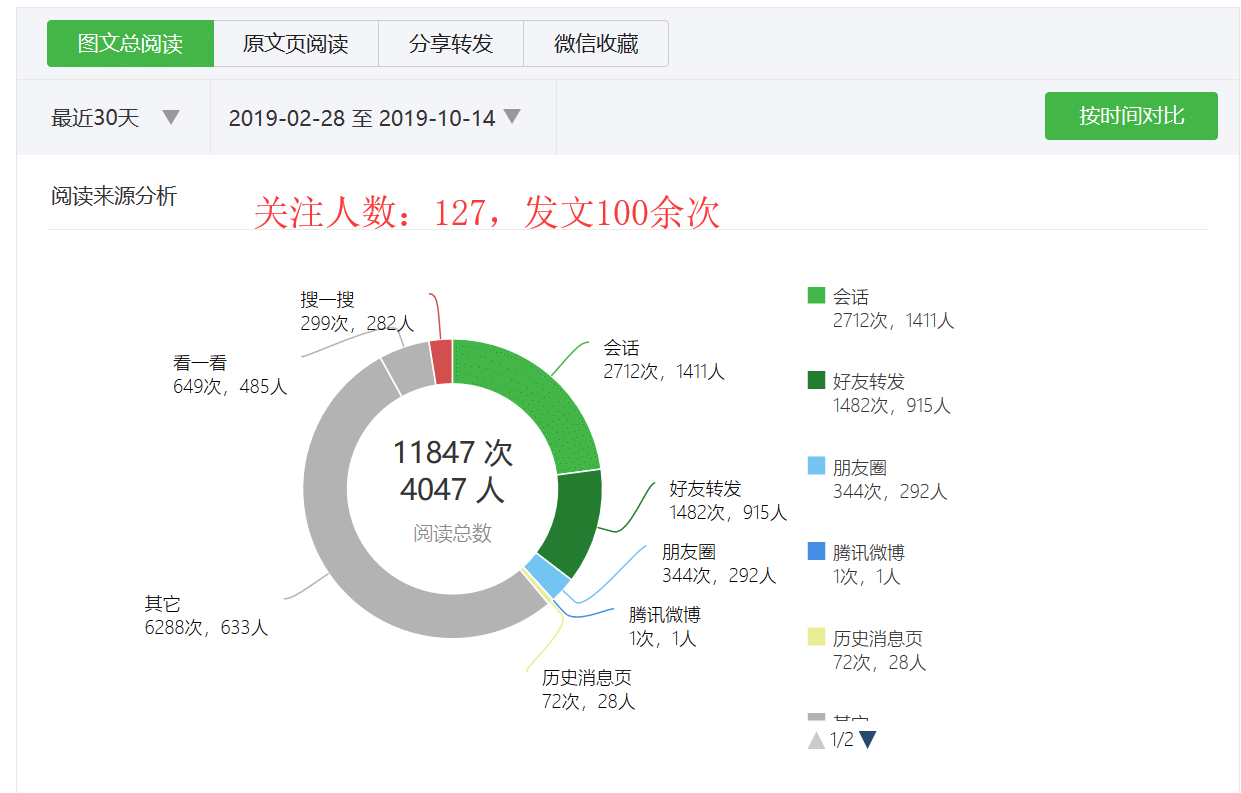 图文总阅读
原文页阅读
分享转发
微信收藏
最近30天
2019-02-28 至 2019-10-14
按时间对比
阅读来源分析
关注人数：127，发文100余次
搜一搜
299次，282人
看一看
649次，485人
会话
2712次，1411人
11847 次
4047 人
阅读总数
好友转发
1482次，915人
朋友圈
344次，292人
其它
6288次，633人
腾讯微博
1次，1人
历史消息页
72次，28人
会话
2712次，1411人
好友转发
1482次，915人
朋友圈
344次，292人
腾讯微博
1次，1人
历史消息页
72次，28人
其它
1/2